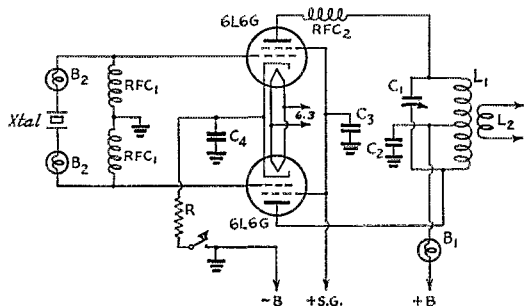 6L6G
RFC2
B2
RFC1
Xtal
C1
L1
L2
6.3
C3
C4
C2
RFC1
B2
R
6L6G
B1
-B
+S.G.
+B